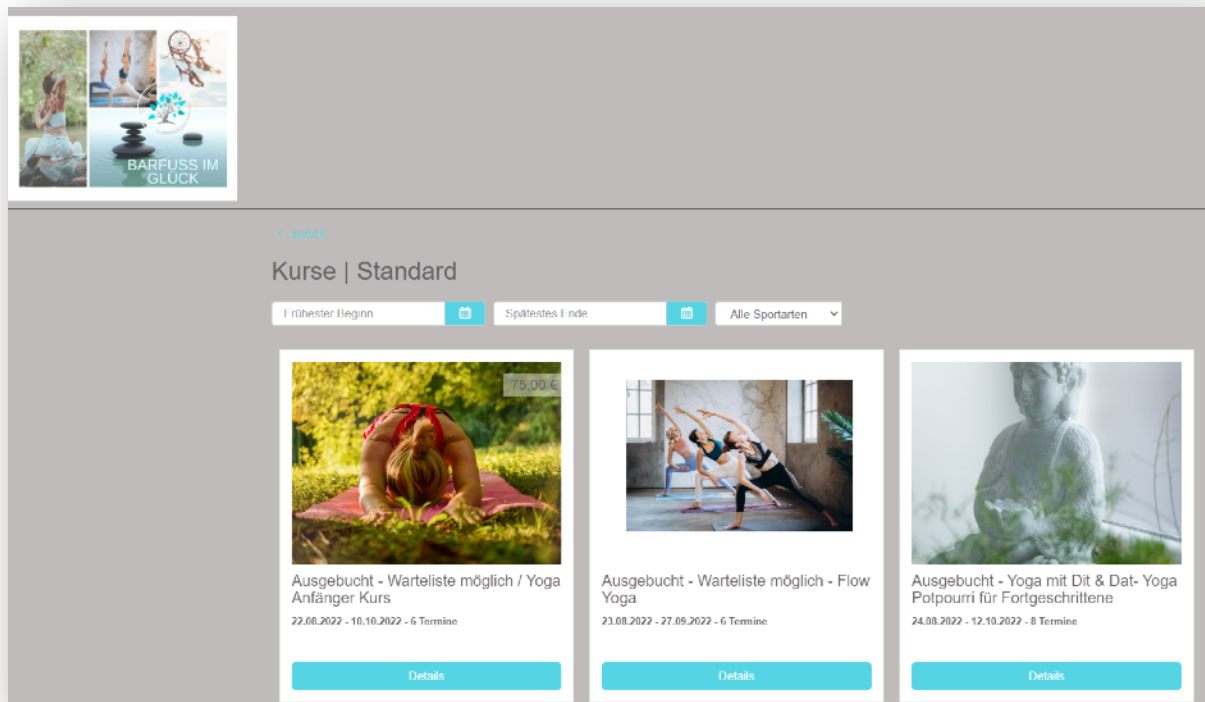 BARFUSS IM
GLÜCK
zurück
Kurse | Standard
Frühester Beginn
Spätestes Ende
Alle Sportarten
75,00 €
Ausgebucht - Warteliste möglich / Yoga
Anfänger Kurs
22.08.2022 - 10.10.2022 - 6 Termine
Details
Ausgebucht - Warteliste möglich - Flow
Yoga
23.08.2022 - 27.09.2022 - 6 Termine
Details
Ausgebucht - Yoga mit Dit & Dat- Yoga
Potpourri für Fortgeschrittene
24.08.2022 - 12.10.2022 - 8 Termine
Details